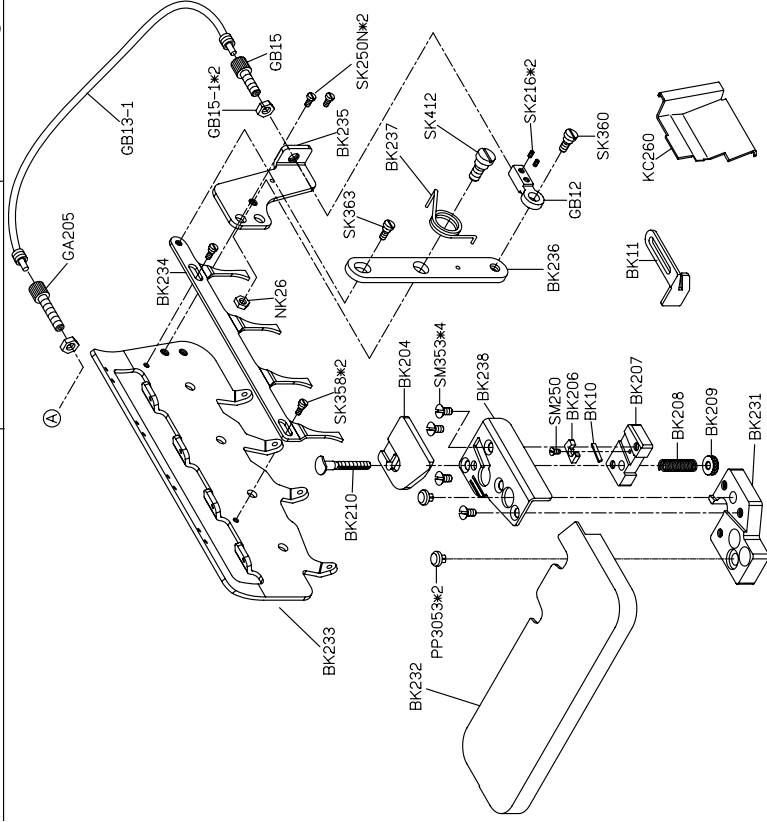 GB13-1
GA205
GB15
GB15-1*2
SK250N*2
BK235
BK234
NK26
SK358*2
BK237
SK412
SK363
SK216*2
SK360
GB12
BK236
KC260
BK11
A
BK233
BK210
BK204
SM353*4
BK238
SM250
BK206
BK10
BK207
BK208
BK209
BK231
PP3053*2
BK232